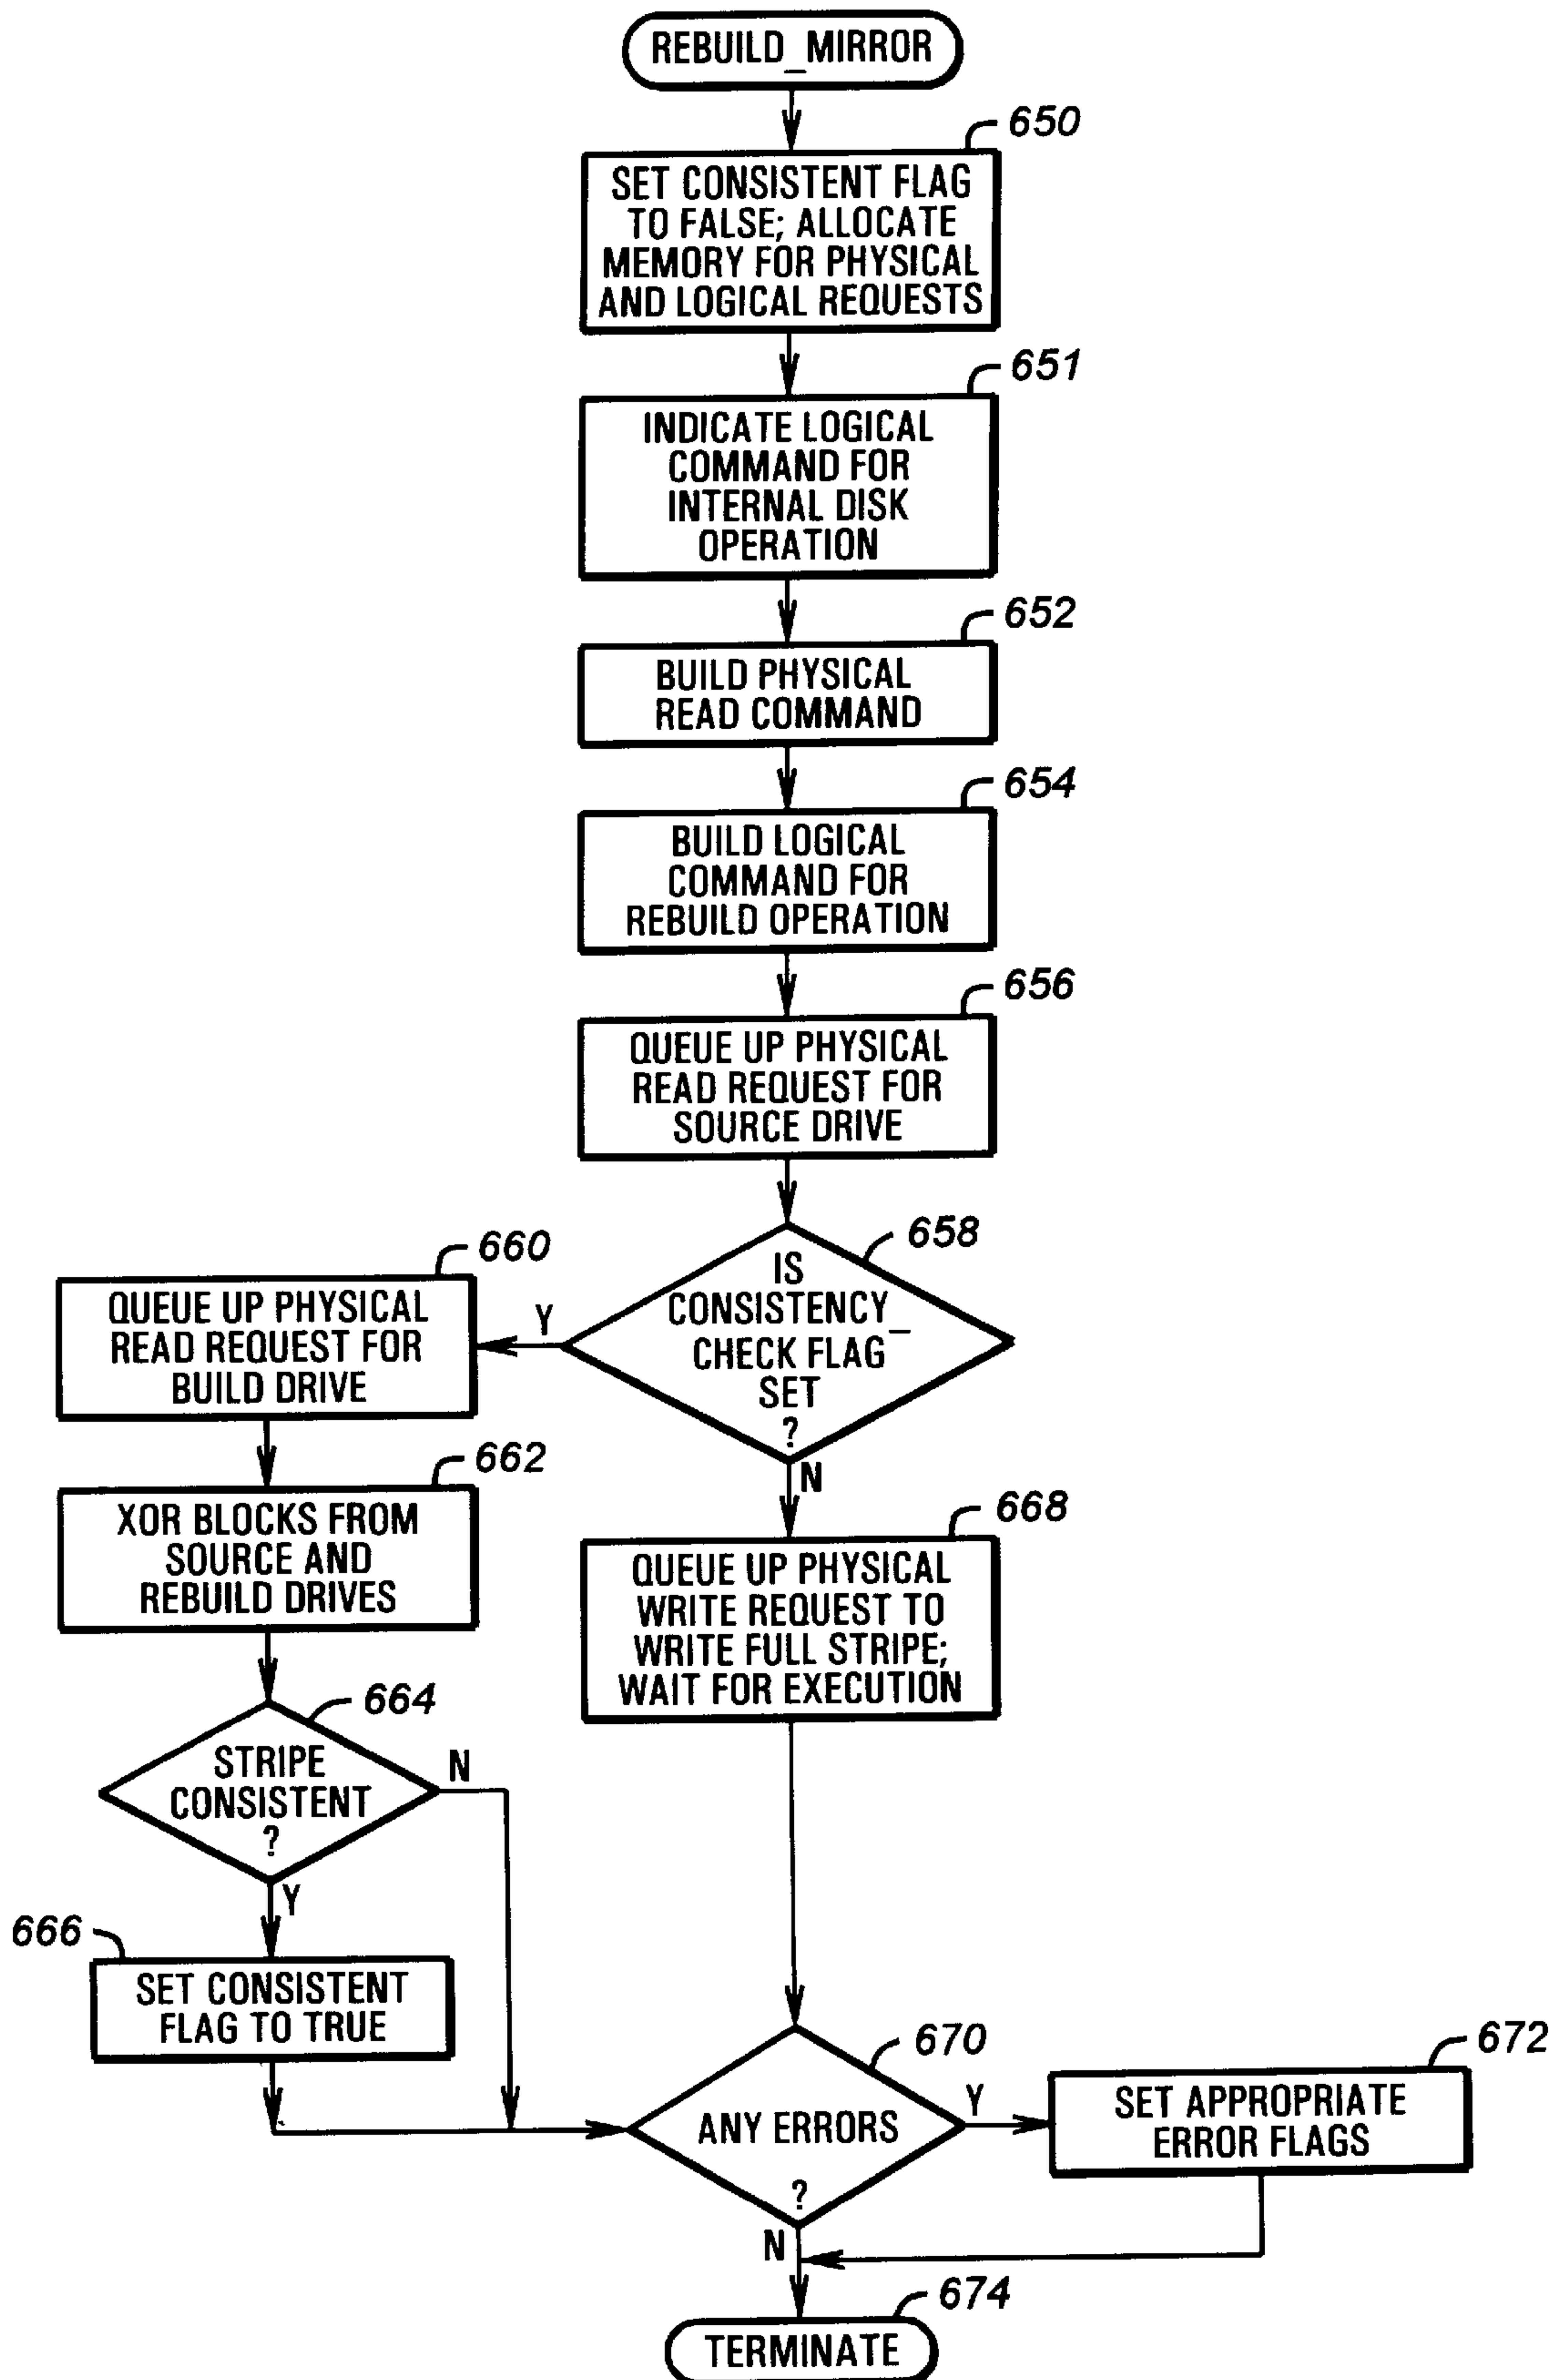 REBUILD_MIRROR
650
SET CONSISTENT FLAG
TO FALSE; ALLOCATE
MEMORY FOR PHYSICAL
AND LOGICAL REQUESTS
651
INDICATE LOGICAL
COMMAND FOR
INTERNAL DISK
OPERATION
652
BUILD PHYSICAL
READ COMMAND
654
BUILD LOGICAL
COMMAND FOR
REBUILD OPERATION
656
QUEUE UP PHYSICAL
READ REQUEST FOR
SOURCE DRIVE
658
IS
CONSISTENCY_
CHECK FLAG
SET
?
Y
N
660
QUEUE UP PHYSICAL
READ REQUEST FOR
BUILD DRIVE
662
XOR BLOCKS FROM
SOURCE AND
REBUILD DRIVES
664
STRIPE
CONSISTENT
?
N
Y
666
SET CONSISTENT
FLAG TO TRUE
668
QUEUE UP PHYSICAL
WRITE REQUEST TO
WRITE FULL STRIPE;
WAIT FOR EXECUTION
670
ANY ERRORS
?
Y
N
672
SET APPROPRIATE
ERROR FLAGS
674
TERMINATE